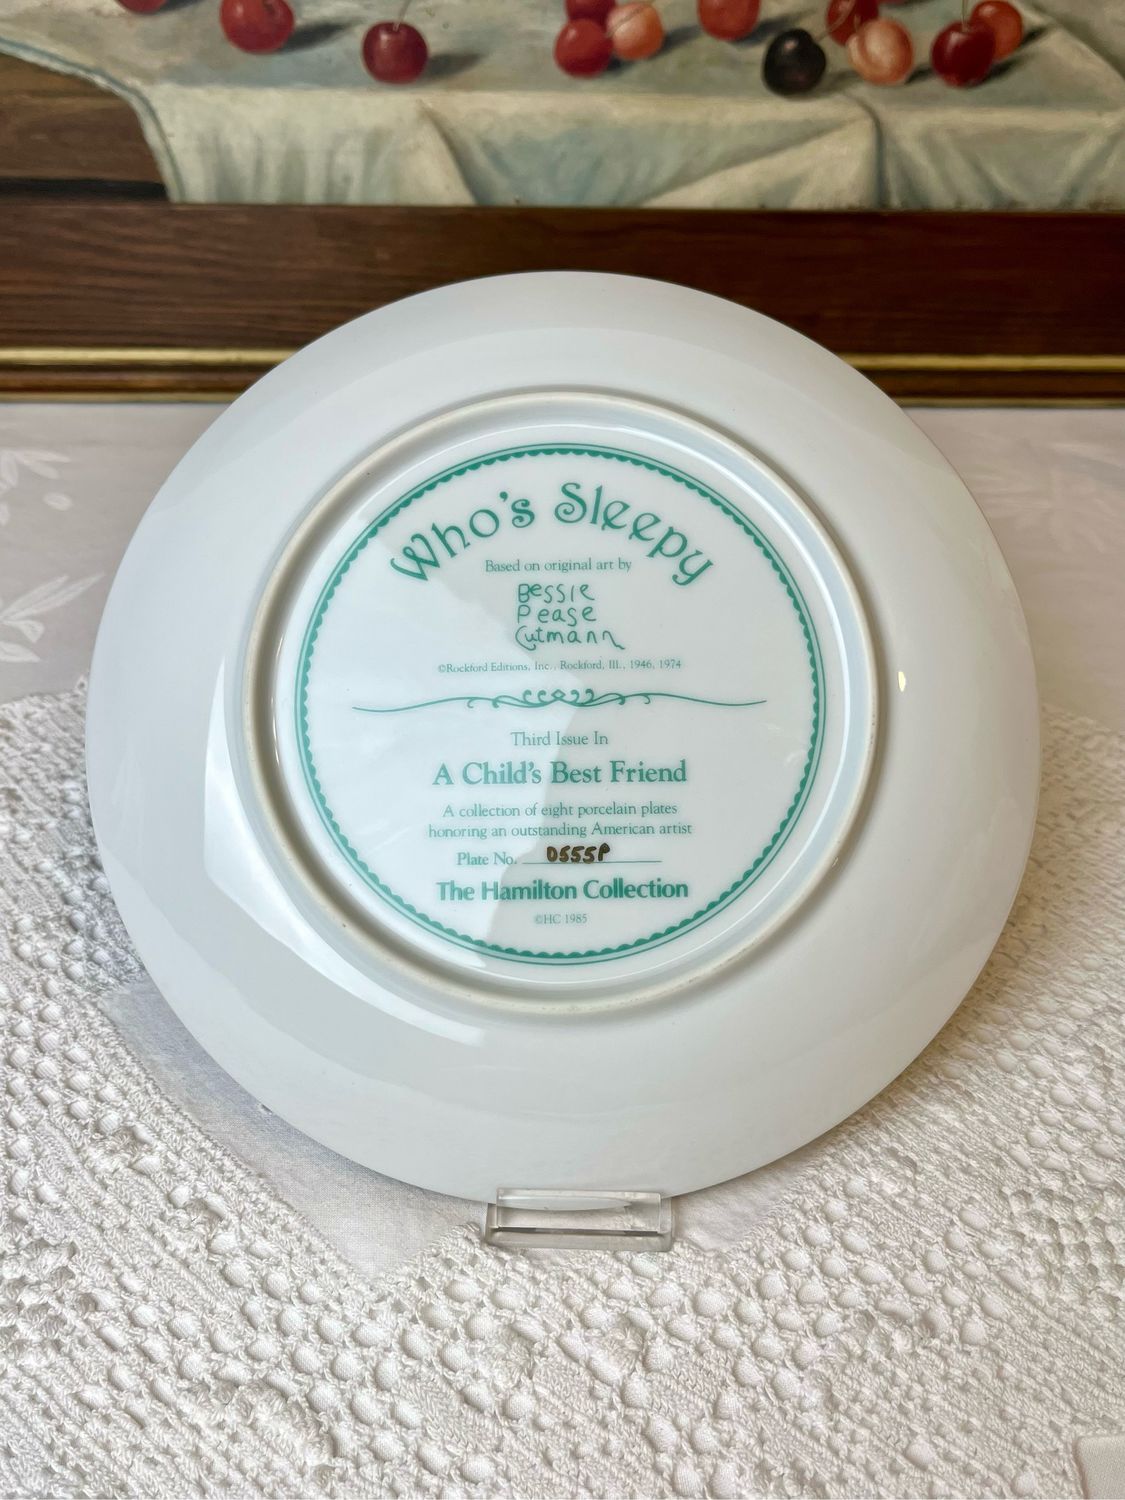 Who's Sleepy
Based on original art by
Bessie
Pease
Gutmann
©Rockford Editions, Inc., Rockford, Ill., 1946, 1974
Third Issue In
A Child's Best Friend
A collection of eight porcelain plates
honoring an outstanding American artist
Plate No. 0555P
The Hamilton Collection
©HC 1985